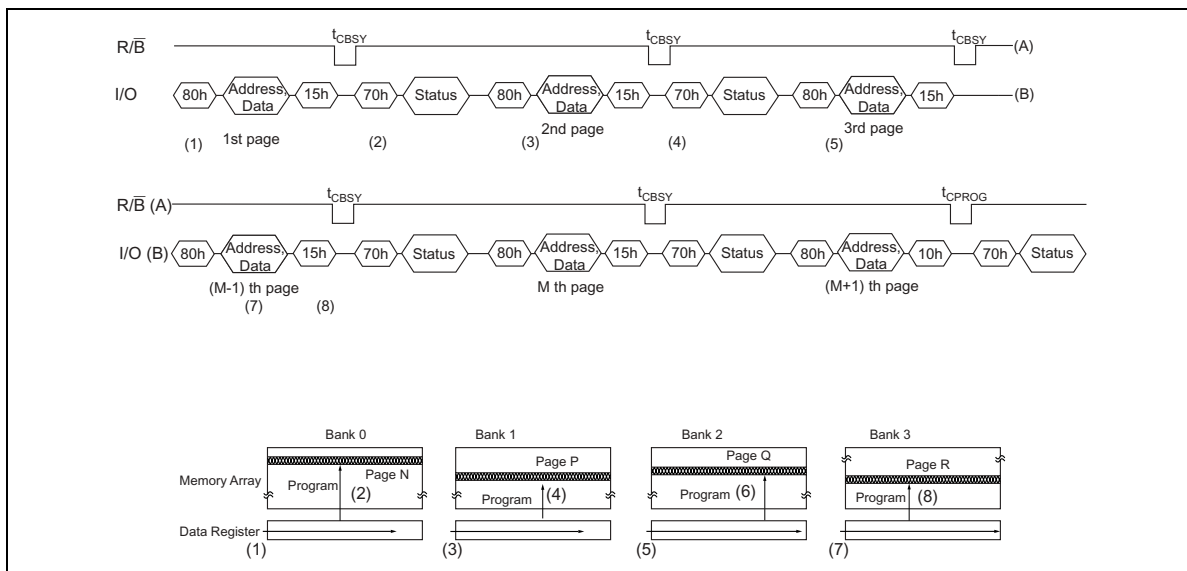 tCBSY tCBSY tCBSY
R/B (A)
I/O 80h Address, Data 15h 70h Status 80h Address, Data 15h 70h Status 80h Address, Data 15h (B)
1st page 2nd page 3rd page
(1) (2) (3) (4) (5)
tCBSY tCBSY tCPROG
R/B (A)
I/O (B) 80h Address, Data 15h 70h Status 80h Address, Data 15h 70h Status 80h Address, Data 10h 70h Status
(M-1) th page M th page (M+1) th page
(7) (8)
Bank 0 Bank 1 Bank 2 Bank 3
Page N Page P Page Q Page R
Memory Array Program (2) Program (4) Program (6) Program (8)
Data Register
(1) (3) (5) (7)